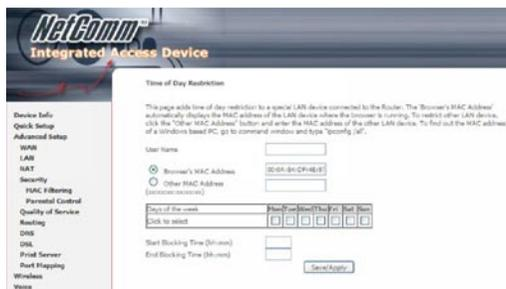 NetComm
Integrated Access Device
Time of Day Restriction
This page adds time of day restriction to a special LAN device connected to the Router. The 'Browser's MAC Address'
automatically displays the MAC address of the LAN device where the browser is running. To restrict other LAN device,
click the "Other MAC Address" button and enter the MAC address of the other LAN device. To find out the MAC address
of a Windows based PC, go to command window and type "ipconfig /all".
User Name
Browser's MAC Address
Other MAC Address
(xx:xx:xx:xx:xx:xx)
Days of the week Mon Tue Wed Thu Fri Sat Sun
Click to select
Start Blocking Time (hh:mm)
End Blocking Time (hh:mm)
Save/Apply
Device Info
Quick Setup
Advanced Setup
WAN
LAN
NAT
Security
MAC Filtering
Parental Control
Quality of Service
Routing
DNS
DSL
Print Server
Port Mapping
Wireless
Voice